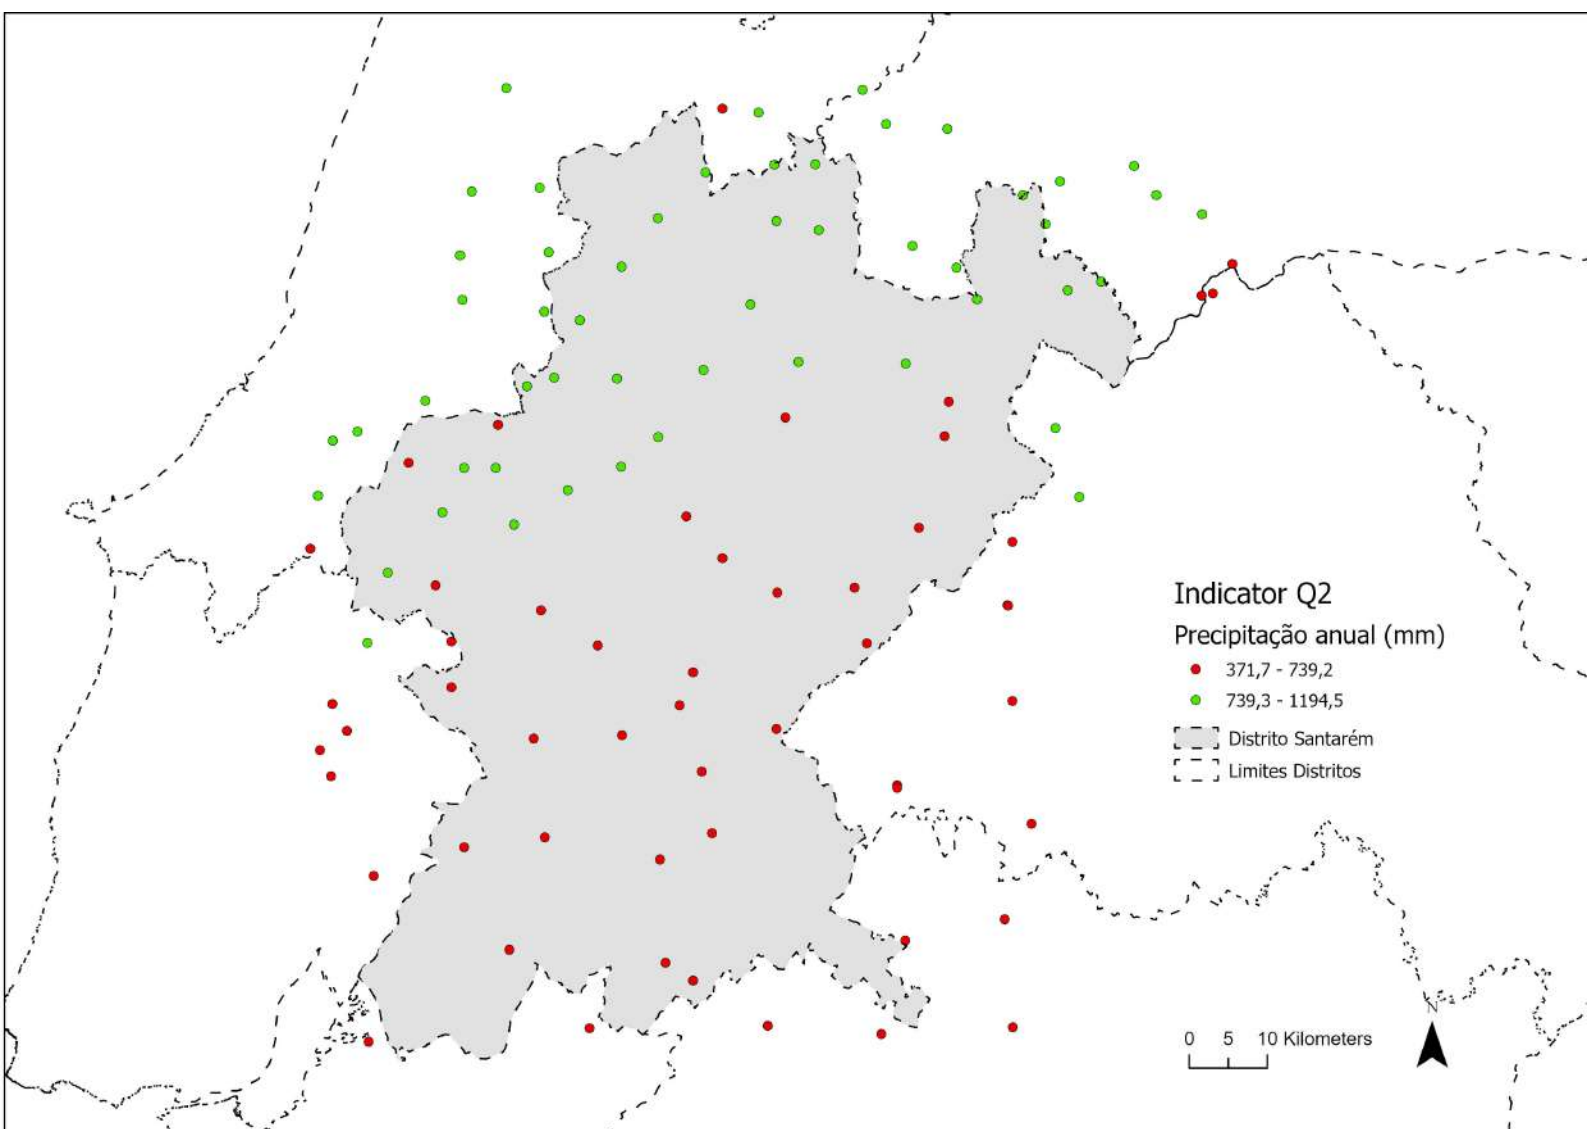 Indicator Q2
Precipitação anual (mm)
371,7 - 739,2
739,3 - 1194,5
Distrito Santarém
Limites Distritos
N
0 5 10 Kilometers